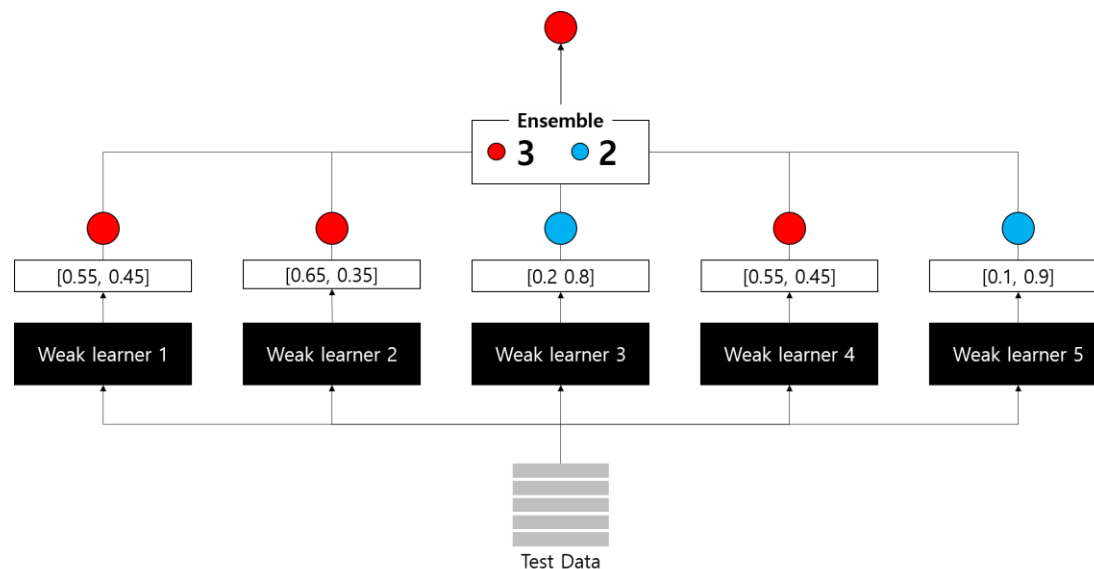 Ensemble
3 2
[0.55, 0.45] [0.65, 0.35] [0.2 0.8] [0.55, 0.45] [0.1, 0.9]
Weak learner 1 Weak learner 2 Weak learner 3 Weak learner 4 Weak learner 5
Test Data